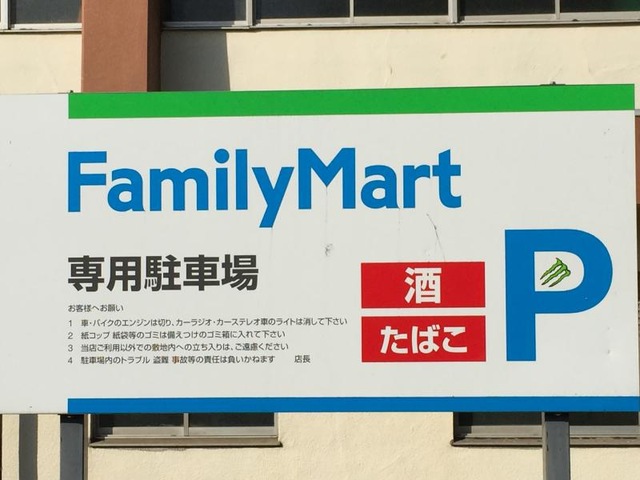 FamilyMart
専用駐車場
酒
たばこ
P
お客様へお願い
1 車・バイクのエンジンは切り、カーラジオ・カーステレオ車のライトは消して下さい
2 紙コップ 紙袋等のゴミは備えつけのゴミ箱に入れて下さい
3 当店ご利用以外での敷地内への立ち入りは、ご遠慮ください
4 駐車場内のトラブル 盗難 事故等の責任は負いかねます 店長